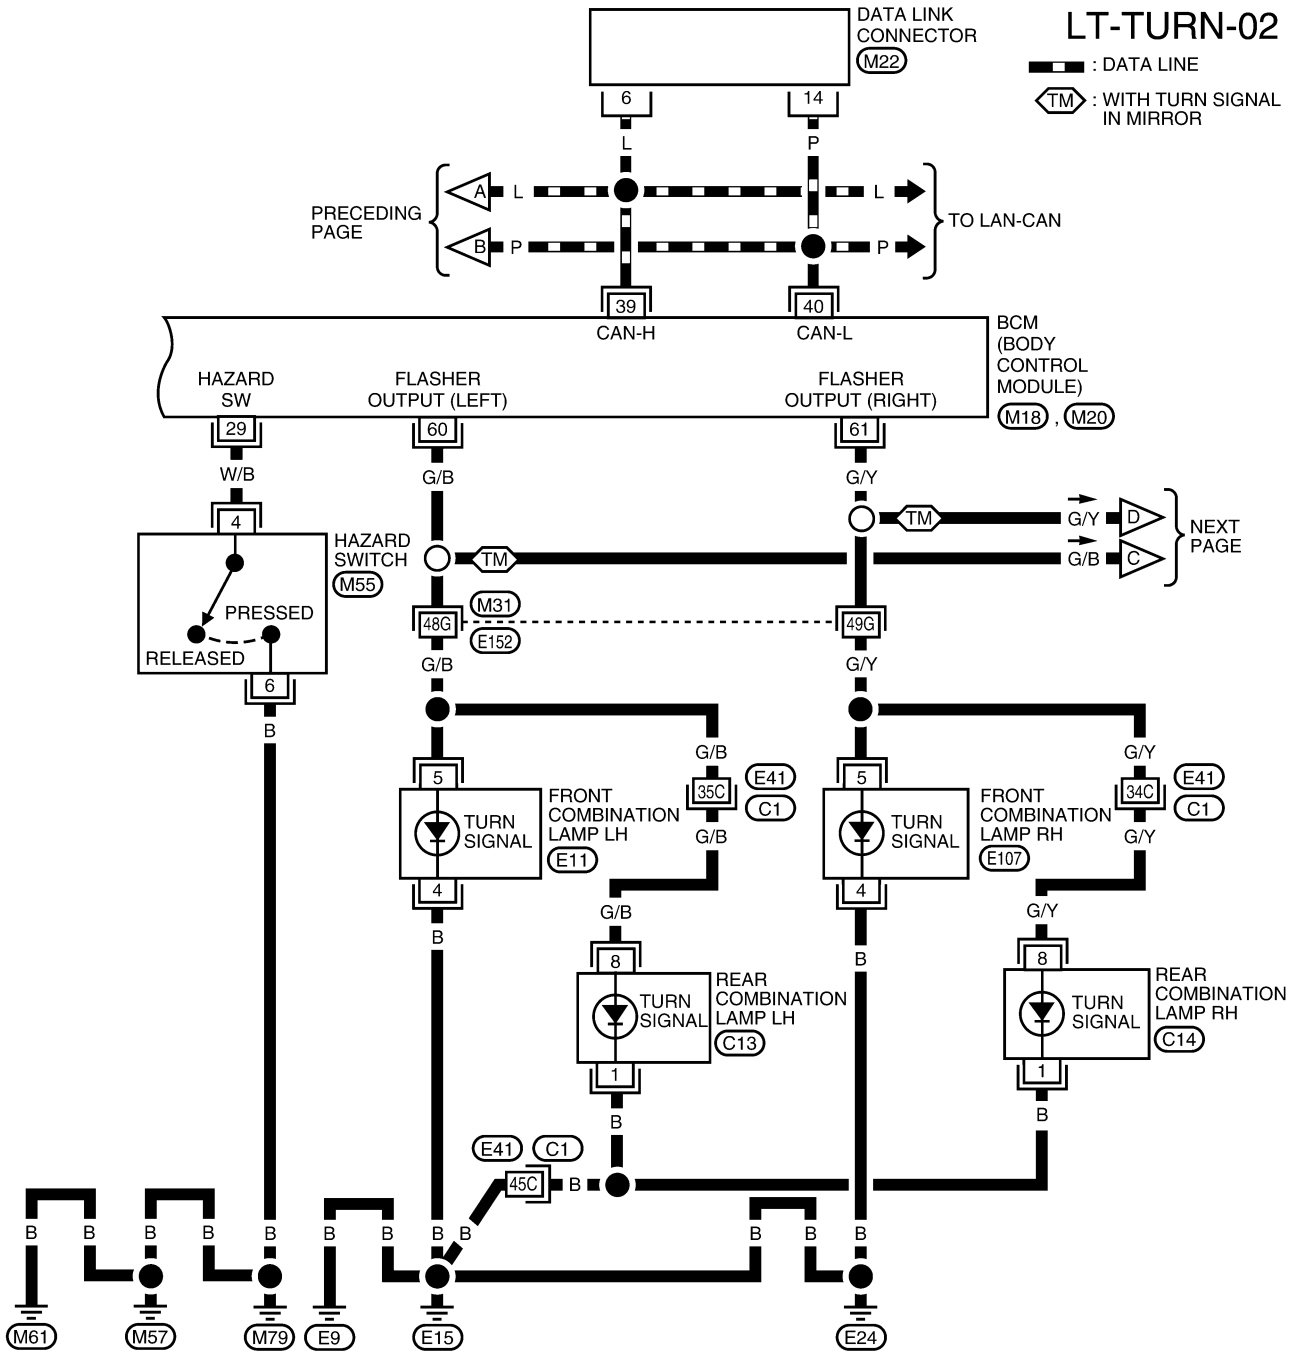 DATA LINK
CONNECTOR
M22
LT-TURN-02
: DATA LINE
TM : WITH TURN SIGNAL
IN MIRROR
6 14
L P
PRECEDING
PAGE
A L L
B P P
TO LAN-CAN
39 40
CAN-H CAN-L
BCM
(BODY
CONTROL
MODULE)
M18 , M20
HAZARD
SW
FLASHER
OUTPUT (LEFT)
FLASHER
OUTPUT (RIGHT)
29 60 61
W/B G/B G/Y
4
HAZARD
SWITCH
M55
PRESSED
RELEASED
6
B
TM G/Y D
TM G/B C
NEXT
PAGE
48G M31 49G
E152
G/B G/Y
G/B G/Y
5 35C E41 5 34C E41
C1 C1
TURN
SIGNAL
FRONT
COMBINATION
LAMP LH
E11
G/B
TURN
SIGNAL
FRONT
COMBINATION
LAMP RH
E107
G/Y
4 4
G/B G/Y
B B
8 8
TURN
SIGNAL
REAR
COMBINATION
LAMP LH
C13
TURN
SIGNAL
REAR
COMBINATION
LAMP RH
C14
1 1
B B
E41 C1
45C B
B B B B B B B B B B B B
M61 M57 M79 E9 E15 E24